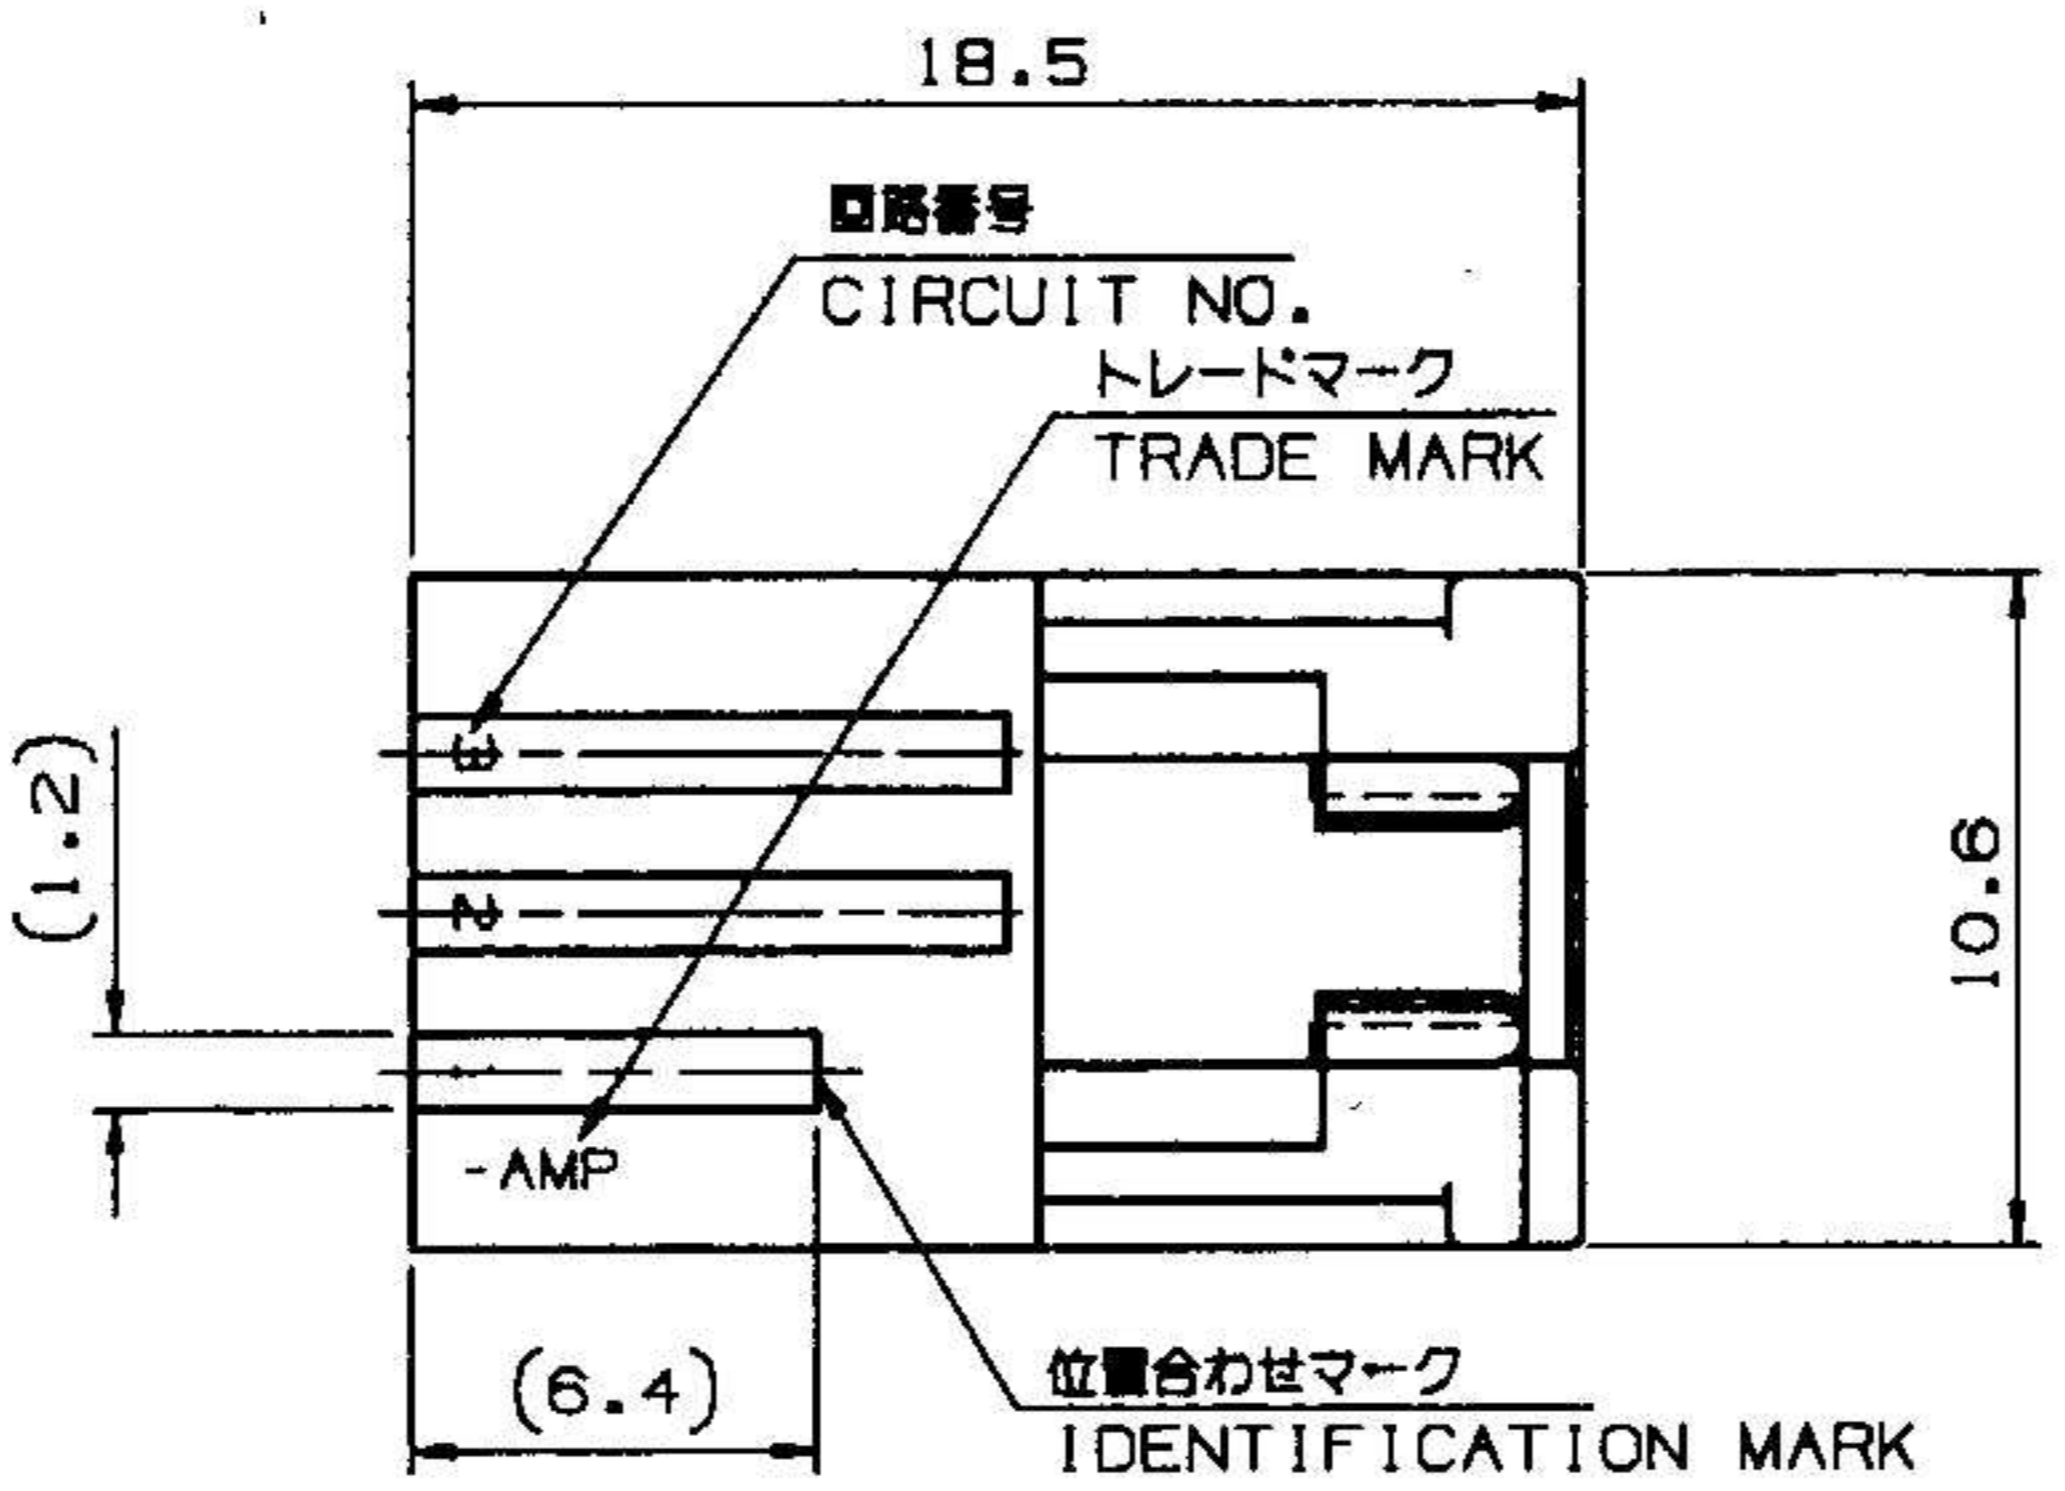 18.5
回路番号
CIRCUIT NO.
トレードマーク
TRADE MARK
(1.2)
3
2
10.6
-AMP
(6.4)
位置合わせマーク
IDENTIFICATION MARK